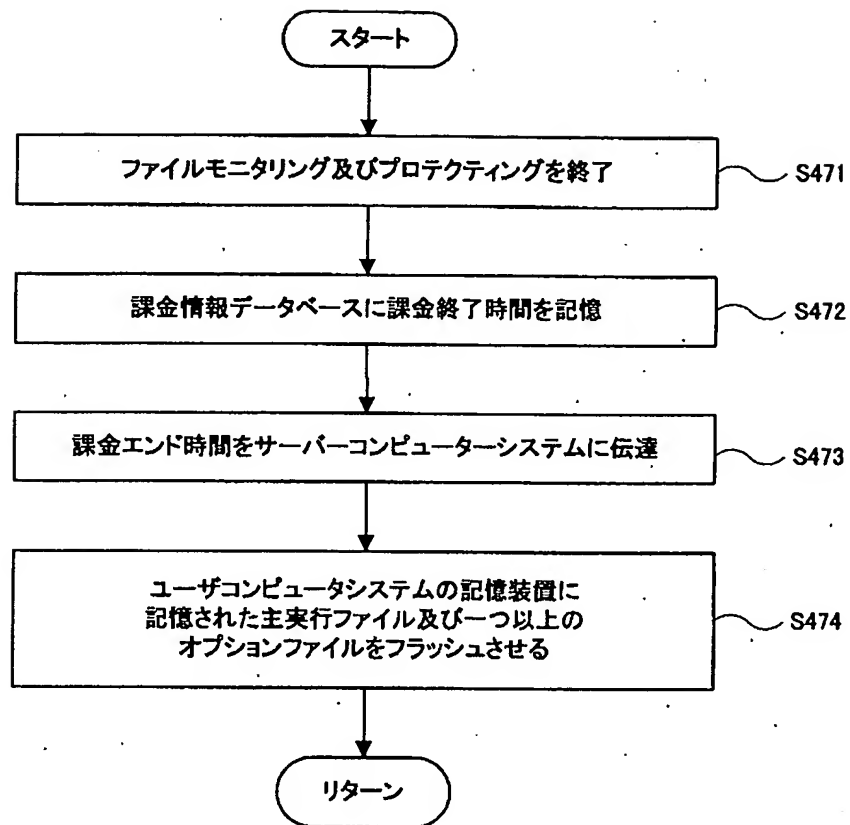 スタート
ファイルモニタリング及びプロテクティングを終了
S471
課金情報データベースに課金終了時間を記憶
S472
課金エンド時間をサーバーコンピューターシステムに伝達
S473
ユーザコンピュータシステムの記憶装置に
記憶された主実行ファイル及び一つ以上の
オプションファイルをフラッシュさせる
S474
リターン